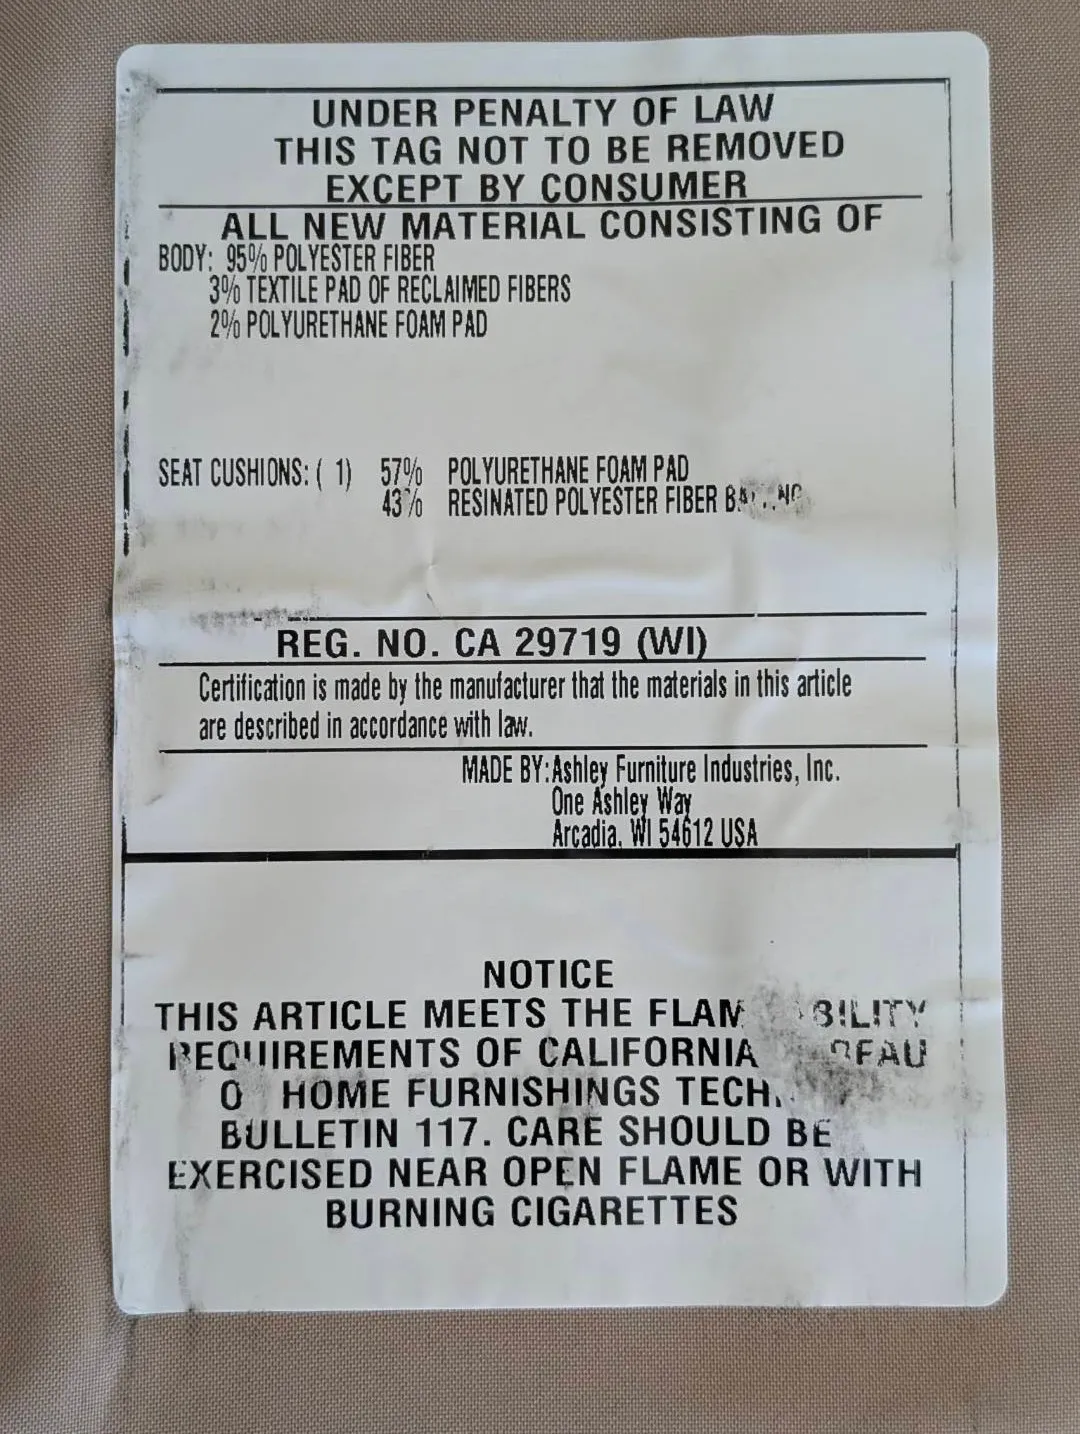 UNDER PENALTY OF LAW
THIS TAG NOT TO BE REMOVED
EXCEPT BY CONSUMER
ALL NEW MATERIAL CONSISTING OF
BODY: 95% POLYESTER FIBER
3% TEXTILE PAD OF RECLAIMED FIBERS
2% POLYURETHANE FOAM PAD
SEAT CUSHIONS: ( 1) 57% POLYURETHANE FOAM PAD
43% RESINATED POLYESTER FIBER
REG. NO. CA 29719 (WI)
Certification is made by the manufacturer that the materials in this article
are described in accordance with law.
MADE BY:Ashley Furniture Industries, Inc.
One Ashley Way
Arcadia, WI 54612 USA
NOTICE
THIS ARTICLE MEETS THE FLAMMABILITY
REQUIREMENTS OF CALIFORNIA BUREAU
OF HOME FURNISHINGS
BULLETIN 117. CARE SHOULD BE
EXERCISED NEAR OPEN FLAME OR WITH
BURNING CIGARETTES